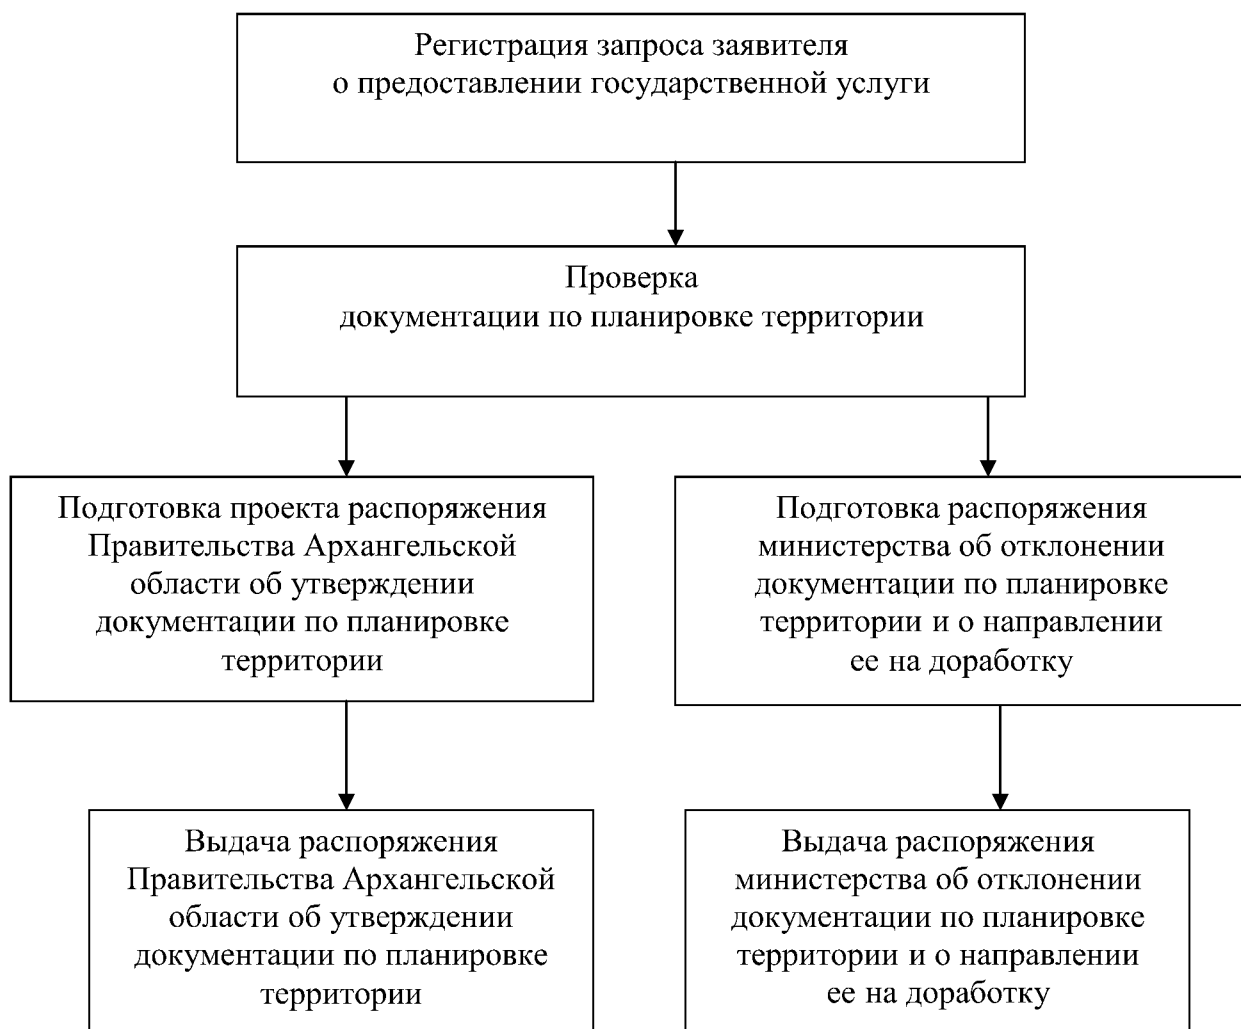 Регистрация запроса заявителя
о предоставлении государственной услуги
Проверка
документации по планировке территории
Подготовка проекта распоряжения
Правительства Архангельской
области об утверждении
документации по планировке
территории
Подготовка распоряжения
министерства об отклонении
документации по планировке
территории и о направлении
ее на доработку
Выдача распоряжения
Правительства Архангельской
области об утверждении
документации по планировке
территории
Выдача распоряжения
министерства об отклонении
документации по планировке
территории и о направлении
ее на доработку